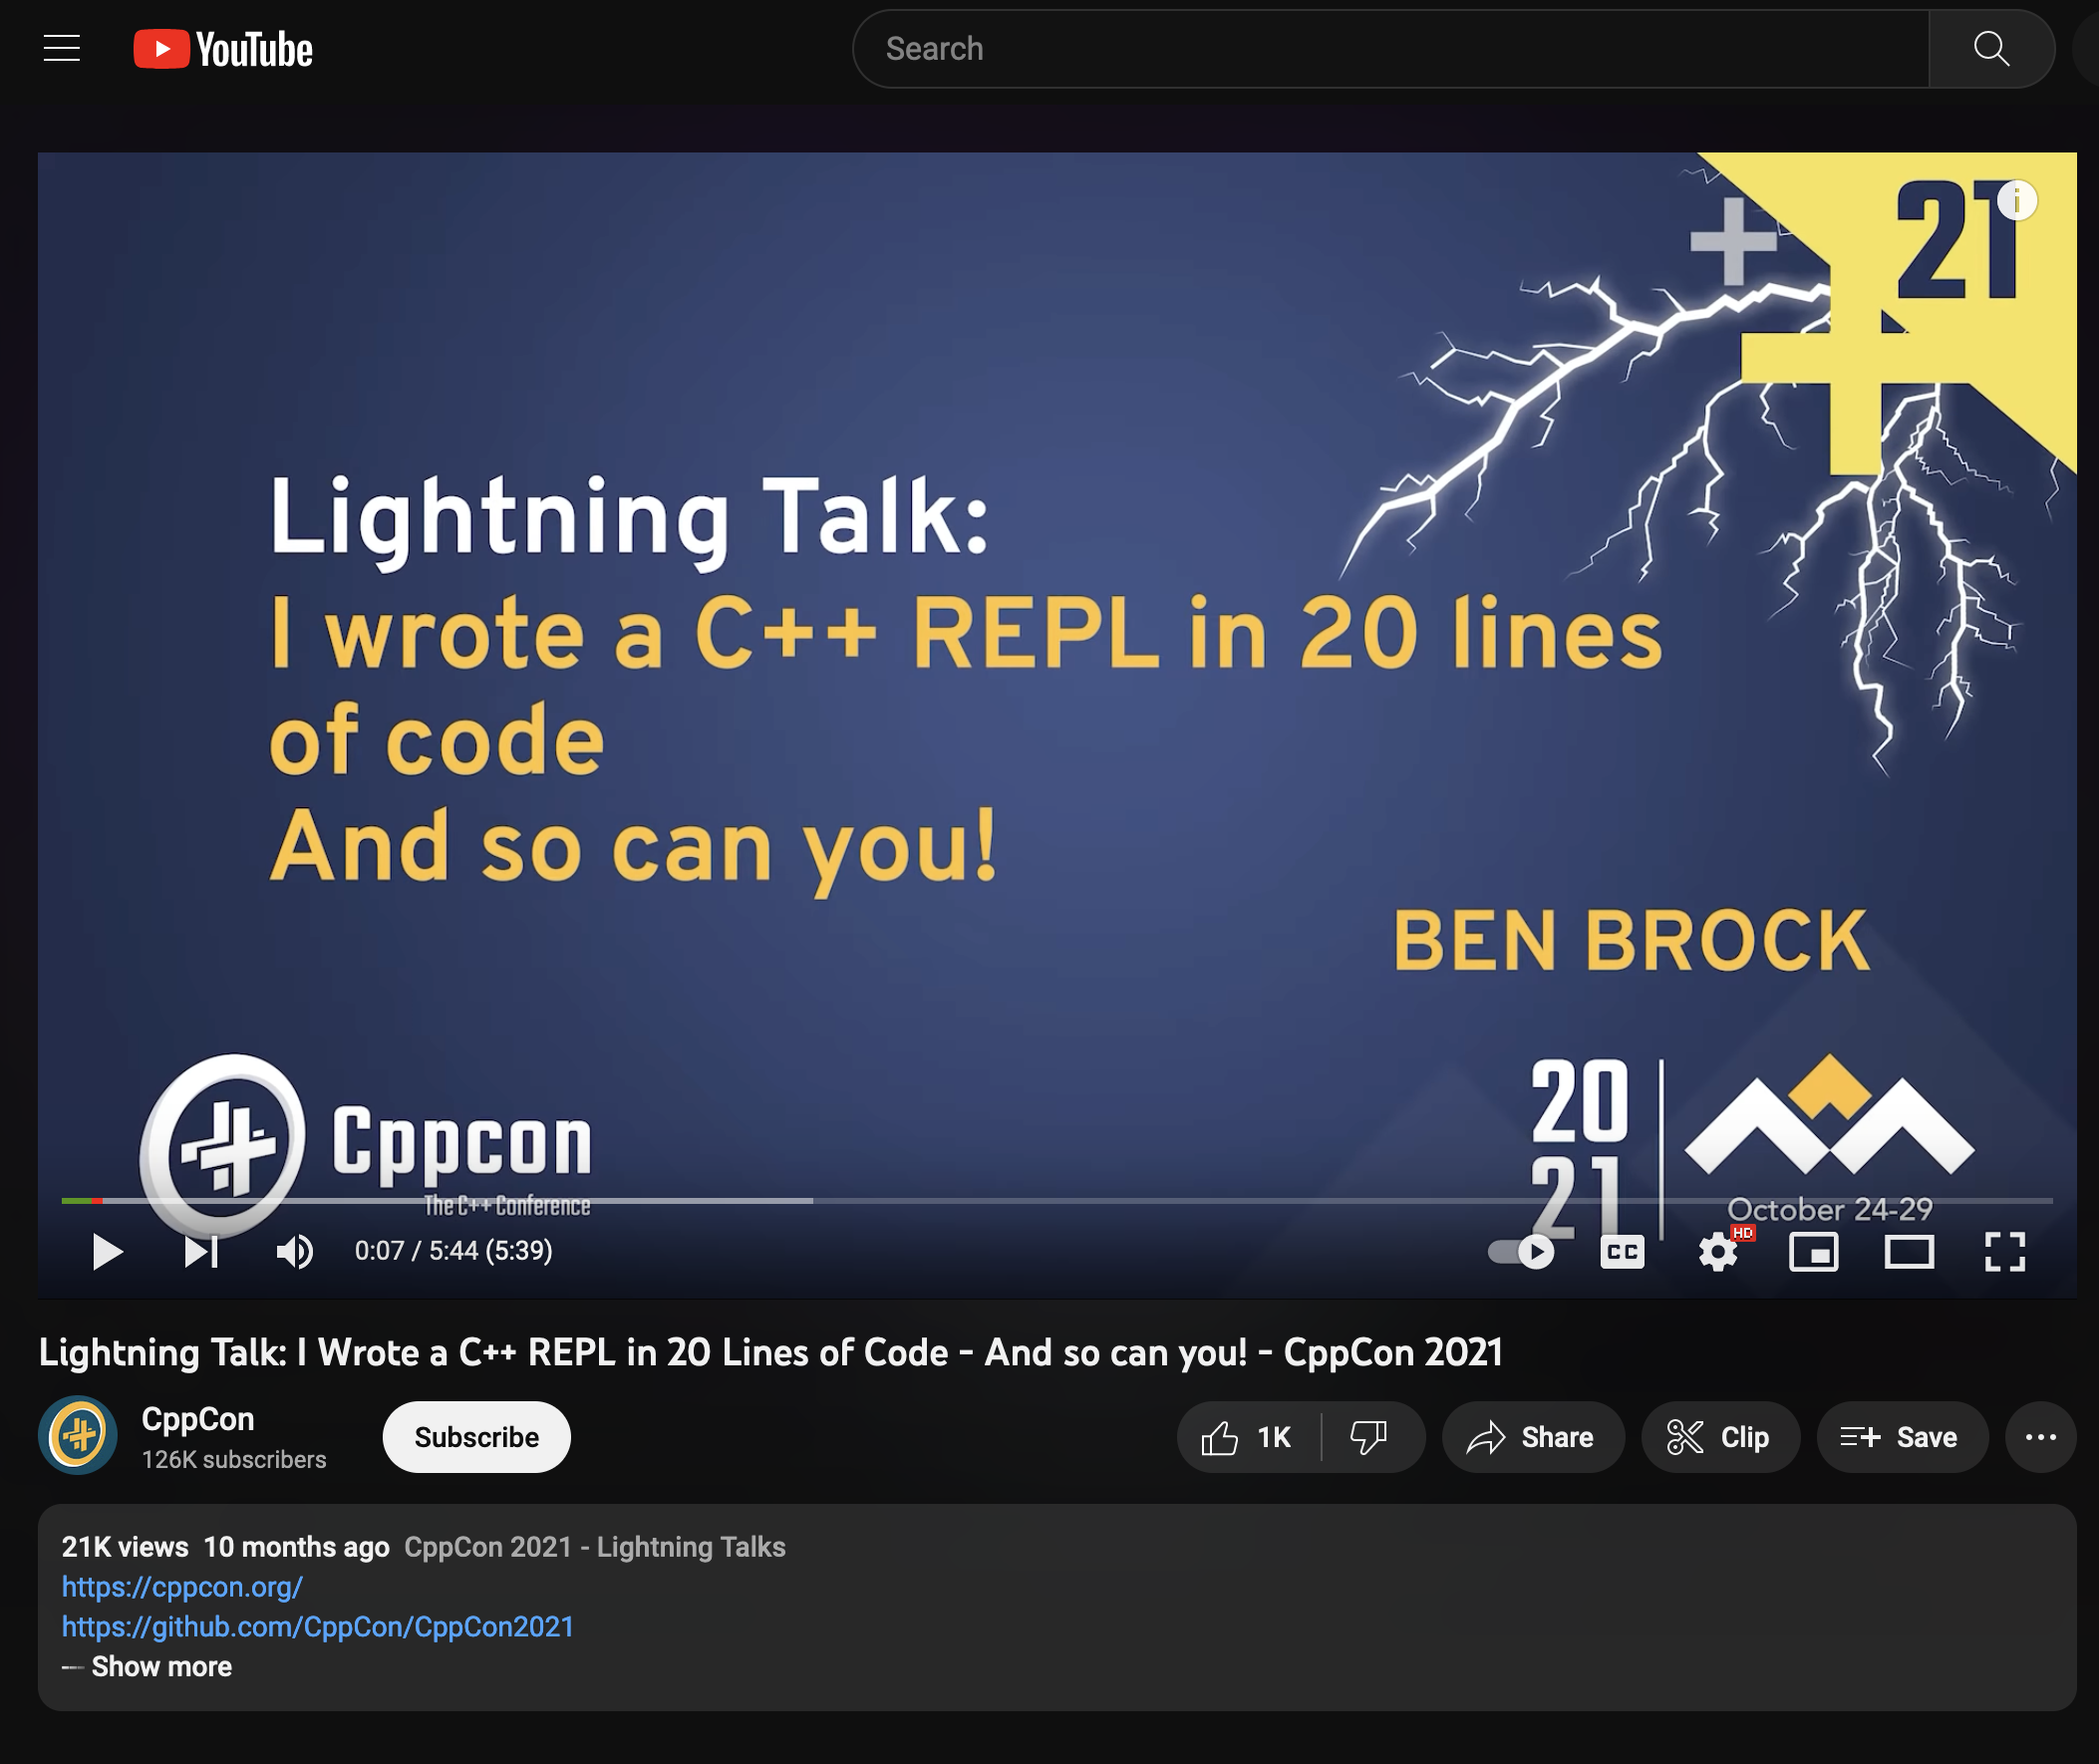 YouTube
Search
21
i
Lightning Talk:
I wrote a C++ REPL in 20 lines
of code
And so can you!
BEN BROCK
Cppcon
The C++ Conference
20
21
October 24-29
0:07 / 5:44 (5:39)
CC
HD
Lightning Talk: I Wrote a C++ REPL in 20 Lines of Code - And so can you! - CppCon 2021
CppCon
126K subscribers
Subscribe
1K
Share
Clip
Save
21K views 10 months ago CppCon 2021 - Lightning Talks
https://cppcon.org/
https://github.com/CppCon/CppCon2021
--- Show more